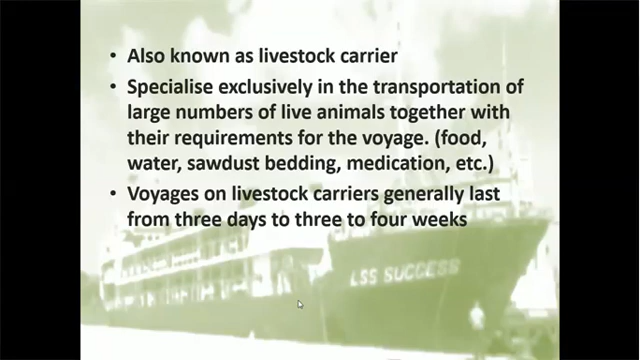 • Also known as livestock carrier
• Specialise exclusively in the transportation of
large numbers of live animals together with
their requirements for the voyage. (food,
water, sawdust bedding, medication, etc.)
• Voyages on livestock carriers generally last
from three days to three to four weeks
LSS SUCCESS